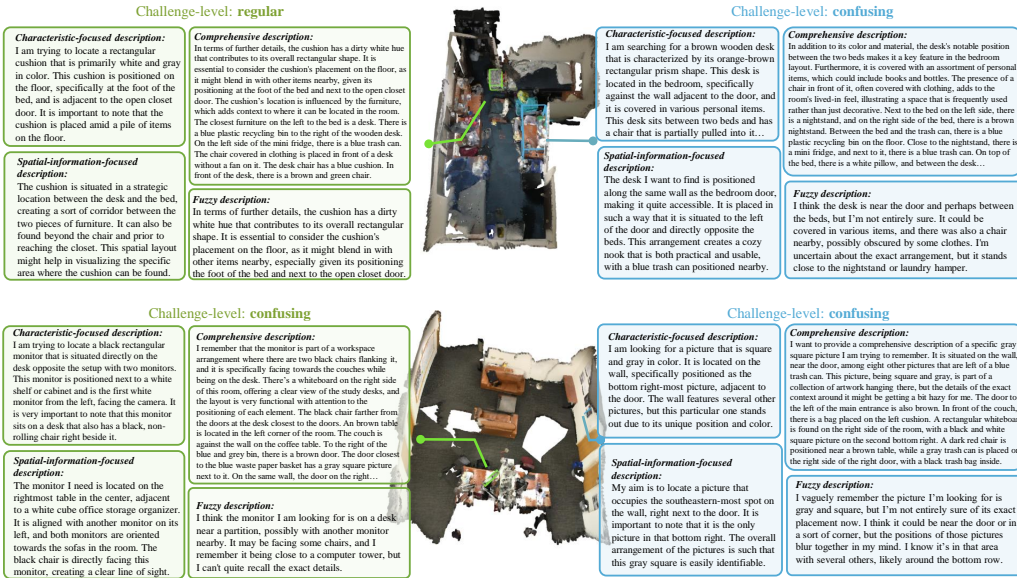 Challenge-level: regular
Characteristic-focused description:
I am trying to locate a rectangular
cushion that is primarily white and gray
in color. This cushion is positioned on
the floor, specifically at the foot of the
bed, and is adjacent to the open closet
door. It is important to note that the
cushion is placed amid a pile of items
on the floor.
Spatial-information-focused
description:
The cushion is situated in a strategic
location between the desk and the bed,
creating a sort of corridor between the
two pieces of furniture. It can also be
found beyond the chair and prior to
reaching the closet. This spatial layout
might help in visualizing the specific
area where the cushion can be found.
Comprehensive description:
In terms of further details, the cushion has a dirty white hue
that contributes to its overall rectangular shape. It is
essential to consider the cushion's placement on the floor, as
it might blend in with other items nearby, given its
positioning at the foot of the bed and next to the open closet
door. The cushion's location is influenced by the furniture,
which adds context to where it can be located in the room.
The closest furniture on the left to the bed is a desk. There is
a blue plastic recycling bin to the right of the wooden desk.
On the left side of the mini fridge, there is a blue trash can.
The chair covered in clothing is placed in front of a desk
without a fan on it. The desk chair has a blue cushion. In
front of the desk, there is a brown and green chair.
Fuzzy description:
In terms of further details, the cushion has a dirty
white hue that contributes to its overall rectangular
shape. It is essential to consider the cushion's
placement on the floor, as it might blend in with
other items nearby, especially given its positioning
the foot of the bed and next to the open closet door.
Challenge-level: confusing
Characteristic-focused description:
I am searching for a brown wooden desk
that is characterized by its orange-brown
rectangular prism shape. This desk is
located in the bedroom, specifically
against the wall adjacent to the door, and
it is covered in various personal items.
This desk sits between two beds and has
a chair that is partially pulled into it…
Spatial-information-focused
description:
The desk I want to find is positioned
along the same wall as the bedroom door,
making it quite accessible. It is placed in
such a way that it is situated to the left
of the door and directly opposite the
beds. This arrangement creates a cozy
nook that is both practical and usable,
with a blue trash can positioned nearby.
Comprehensive description:
In addition to its color and material, the desk's notable position
between the two beds makes it a key feature in the bedroom
layout. Furthermore, it is covered with an assortment of personal
items, which could include books and bottles. The presence of a
chair in front of it, often covered with clothing, adds to the
room's lived-in feel, illustrating a space that is frequently used
rather than just decorative. Next to the bed on the left side, there
is a nightstand, and on the right side of the bed, there is a brown
nightstand. Between the bed and the trash can, there is a blue
plastic recycling bin on the floor. Close to the nightstand, there is
a mini fridge, and next to it, there is a blue trash can. On top of
the bed, there is a white pillow, and between the desk…
Fuzzy description:
I think the desk is near the door and perhaps between
the beds, but I'm not entirely sure. It could be
covered in various items, and there was also a chair
nearby, possibly obscured by some clothes. I'm
uncertain about the exact arrangement, but it stands
close to the nightstand or laundry hamper.
Challenge-level: confusing
Characteristic-focused description:
I am trying to locate a black rectangular
monitor that is situated directly on the
desk opposite the setup with two monitors.
This monitor is positioned next to a white
shelf or cabinet and is the first white
monitor from the left, facing the camera. It
is very important to note that this monitor
sits on a desk that also has a black, non-
rolling chair right beside it.
Spatial-information-focused
description:
The monitor I need is located on the
rightmost table in the center, adjacent
to a white cube office storage organizer.
It is aligned with another monitor on its
left, and both monitors are oriented
towards the sofas in the room. The
black chair is directly facing this
monitor, creating a clear line of sight.
Comprehensive description:
I remember that the monitor is part of a workspace
arrangement where there are two black chairs flanking it,
and it is specifically facing towards the couches while
being on the desk. There's a whiteboard on the right side
of this room, offering a clear view of the study desks, and
the layout is very functional with attention to the
positioning of each element. The black chair farther from
the doors at the desk closest to the doors. An brown table
is located in the left corner of the room. The couch is
against the wall on the coffee table. To the right of the
blue and grey bin, there is a brown door. The door closest
to the blue waste paper basket has a gray square picture
next to it. On the same wall, the door on the right…
Fuzzy description:
I think the monitor I am looking for is on a desk
near a partition, possibly with another monitor
nearby. It may be facing some chairs, and I
remember it being close to a computer tower, but
I can't quite recall the exact details.
Challenge-level: confusing
Characteristic-focused description:
I am looking for a picture that is square
and gray in color. It is located on the
wall, specifically positioned as the
bottom right-most picture, adjacent to
the door. The wall features several other
pictures, but this particular one stands
out due to its unique position and color.
Spatial-information-focused
description:
My aim is to locate a picture that
occupies the southeastern-most spot on
the wall, right next to the door. It is
important to note that it is the only
picture in that bottom right. The overall
arrangement of the pictures is such that
this gray square is easily identifiable.
Comprehensive description:
I want to provide a comprehensive description of a specific gray
square picture I am trying to remember. It is situated on the wall,
near the door, among eight other pictures that are left of a blue
trash can. This picture, being square and gray, is part of a
collection of artwork hanging there, but the details of the exact
context around it might be getting a bit hazy for me. The door to
the left of the main entrance is also brown. In front of the couch,
there is a bag placed on the left cushion. A rectangular whiteboard
is found on the right side of the room, with a black and white
square picture on the second bottom right. A dark red chair is
positioned near a brown table, while a gray trash can is placed on
the right side of the right door, with a black trash bag inside.
Fuzzy description:
I vaguely remember the picture I'm looking for is
gray and square, but I'm not entirely sure of its exact
placement now. I think it could be near the door or in
a sort of corner, but the positions of those pictures
blur together in my mind. I know it's in that area
with several others, likely around the bottom row.